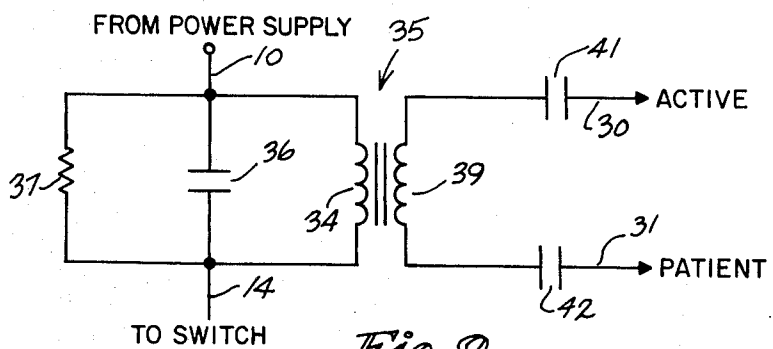 FROM POWER SUPPLY
35
10
41
ACTIVE
30
36
37
34
39
31
PATIENT
14
42
TO SWITCH